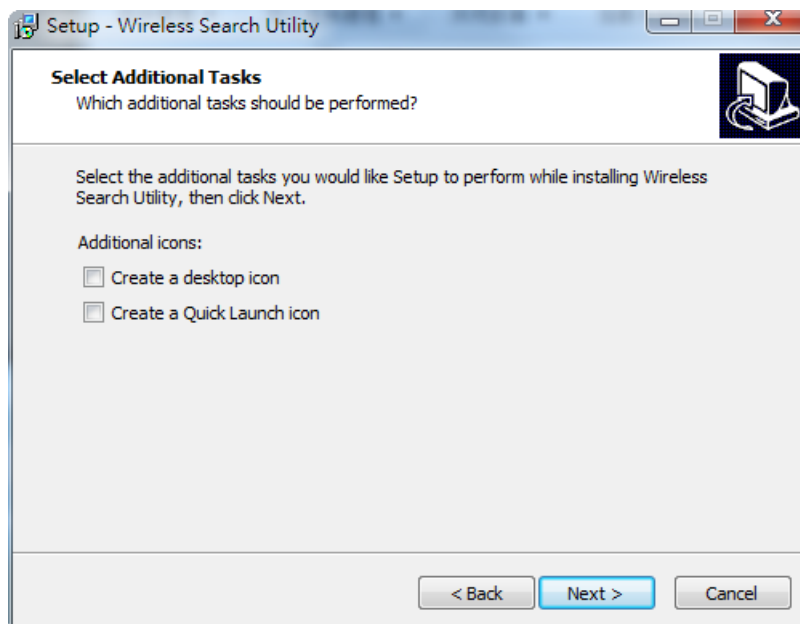 Setup - Wireless Search Utility
Select Additional Tasks
Which additional tasks should be performed?
Select the additional tasks you would like Setup to perform while installing Wireless
Search Utility, then click Next.
Additional icons:
Create a desktop icon
Create a Quick Launch icon
< Back
Next >
Cancel